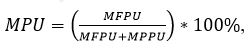 MPU = (MFPU / (MFPU+MPPU)) * 100%,